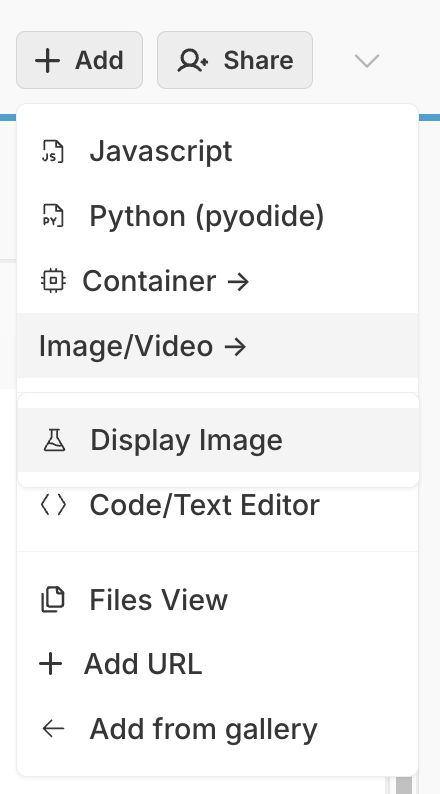 Add
Share
Javascript
Python (pyodide)
Container →
Image/Video →
Display Image
Code/Text Editor
Files View
Add URL
Add from gallery